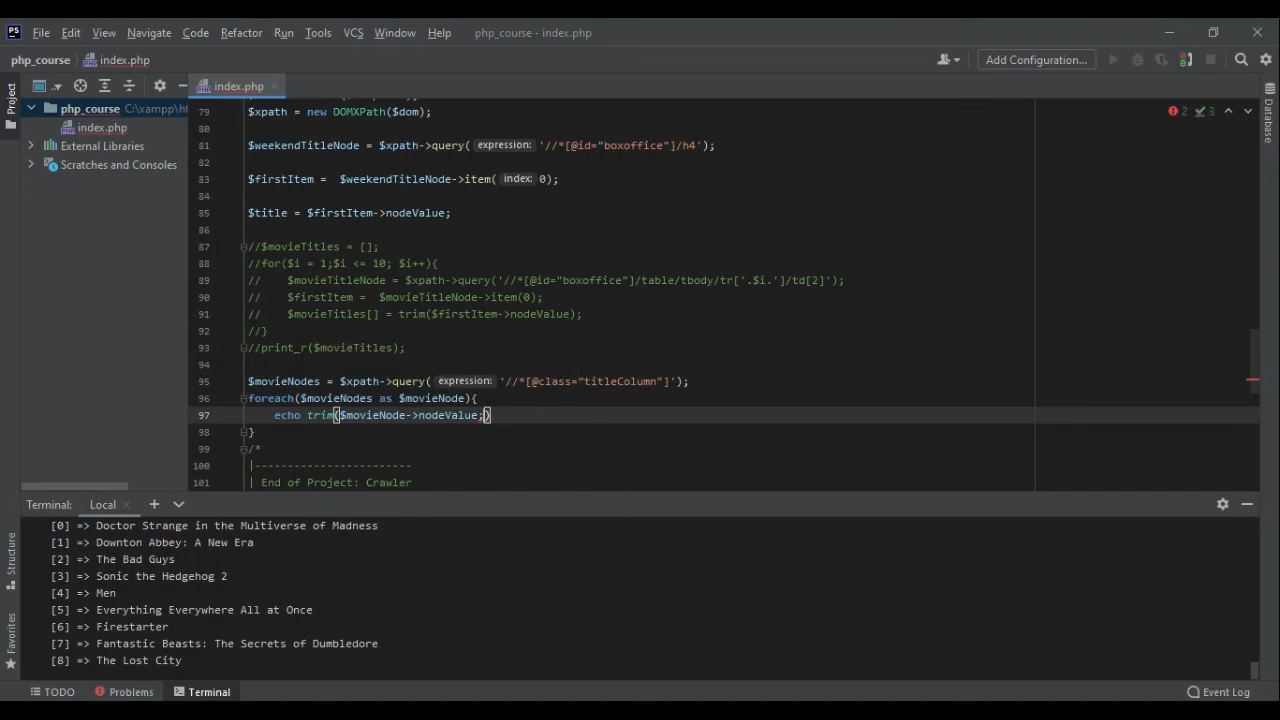 PS File Edit View Navigate Code Refactor Run Tools VCS Window Help php_course - index.php
php_course index.php Add Configuration...
Project index.php
php_course C:\xampp\ht
index.php
External Libraries
Scratches and Consoles
Database
2 3
79 $xpath = new DOMXPath($dom);
80
81 $weekendTitleNode = $xpath->query( expression: '//*[@id="boxoffice"]/h4');
82
83 $firstItem =  $weekendTitleNode->item( index: 0);
84
85 $title = $firstItem->nodeValue;
86
87 //$movieTitles = [];
88 //for($i = 1;$i <= 10; $i++){
89 //    $movieTitleNode = $xpath->query('//*[@id="boxoffice"]/table/tbody/tr['.$i.']/td[2]');
90 //    $firstItem =  $movieTitleNode->item(0);
91 //    $movieTitles[] = trim($firstItem->nodeValue);
92 //}
93 //print_r($movieTitles);
94
95 $movieNodes = $xpath->query( expression: '//*[@class="titleColumn"]');
96 foreach($movieNodes as $movieNode){
97     echo trim($movieNode->nodeValue;)
98 }
99 /*
100 |------------------------
101 | End of Project: Crawler
Terminal: Local
[0] => Doctor Strange in the Multiverse of Madness
[1] => Downton Abbey: A New Era
[2] => The Bad Guys
[3] => Sonic the Hedgehog 2
[4] => Men
[5] => Everything Everywhere All at Once
[6] => Firestarter
[7] => Fantastic Beasts: The Secrets of Dumbledore
[8] => The Lost City
Structure
Favorites
TODO Problems Terminal Event Log